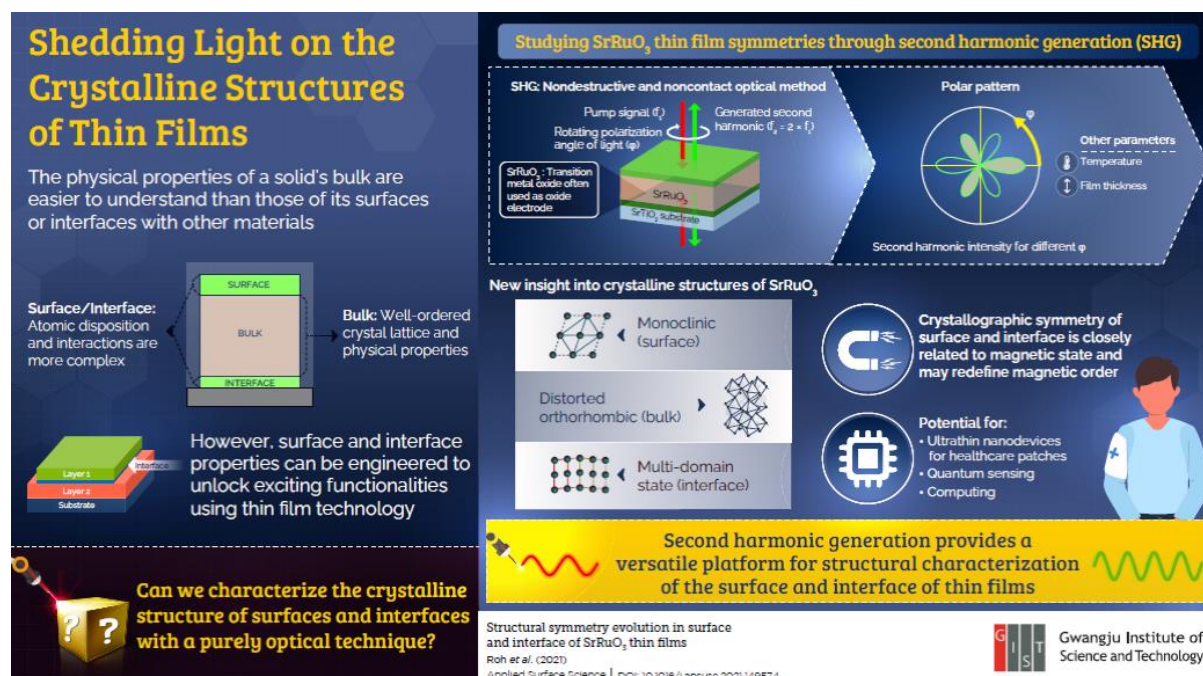 Shedding Light on the
Crystalline Structures
of Thin Films
The physical properties of a solid's bulk are
easier to understand than those of its surfaces
or interfaces with other materials
Surface/Interface:
Atomic disposition
and interactions are
more complex
SURFACE
BULK
INTERFACE
Bulk: Well-ordered
crystal lattice and
physical properties
Layer 1
Layer 2
Substrate
Interface
However, surface and interface
properties can be engineered to
unlock exciting functionalities
using thin film technology
? ?
Can we characterize the crystalline
structure of surfaces and interfaces
with a purely optical technique?
Studying SrRuO₃ thin film symmetries through second harmonic generation (SHG)
SHG: Nondestructive and noncontact optical method
Pump signal (f₁)
Rotating polarization
angle of light (φ)
Generated second
harmonic (f₂ = 2 × f₁)
SrRuO₃: Transition
metal oxide often
used as oxide
electrode
SrRuO₃
SrTiO₃ substrate
Polar pattern
φ
Other parameters
Temperature
Film thickness
Second harmonic intensity for different φ
New insight into crystalline structures of SrRuO₃
Monoclinic
(surface)
Distorted
orthorhombic (bulk)
Multi-domain
state (interface)
Crystallographic symmetry of
surface and interface is closely
related to magnetic state and
may redefine magnetic order
Potential for:
• Ultrathin nanodevices
for healthcare patches
• Quantum sensing
• Computing
Second harmonic generation provides a
versatile platform for structural characterization
of the surface and interface of thin films
Structural symmetry evolution in surface
and interface of SrRuO₃ thin films
Roh et al. (2021)
Applied Surface Science | DOI: 10.1016/j.apsusc.2021.149574
GIST
Gwangju Institute of
Science and Technology